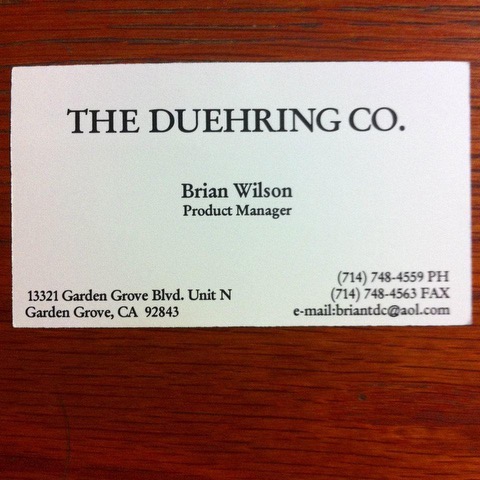 THE DUEHRING CO.
Brian Wilson
Product Manager
13321 Garden Grove Blvd. Unit N
Garden Grove, CA 92843
(714) 748-4559 PH
(714) 748-4563 FAX
e-mail:briantdc@aol.com